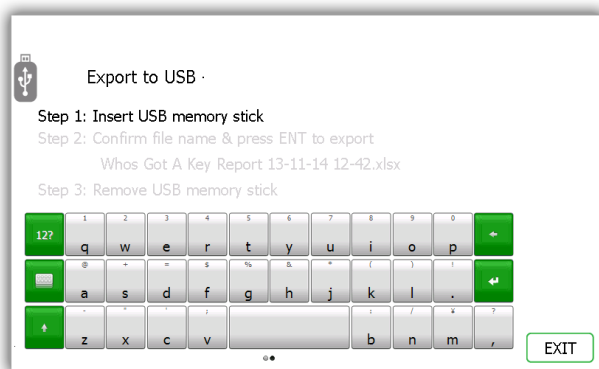 Export to USB ·
Step 1: Insert USB memory stick
Step 2: Confirm file name & press ENT to export
Whos Got A Key Report 13-11-14 12-42.xlsx
Step 3: Remove USB memory stick
1 2 3 4 5 6 7 8 9 0
12? q w e r t y u i o p
@ + = $ % & * ( ) !
a s d f g h j k l .
- " ' ; : / ¥ ?
z x c v b n m ,
EXIT